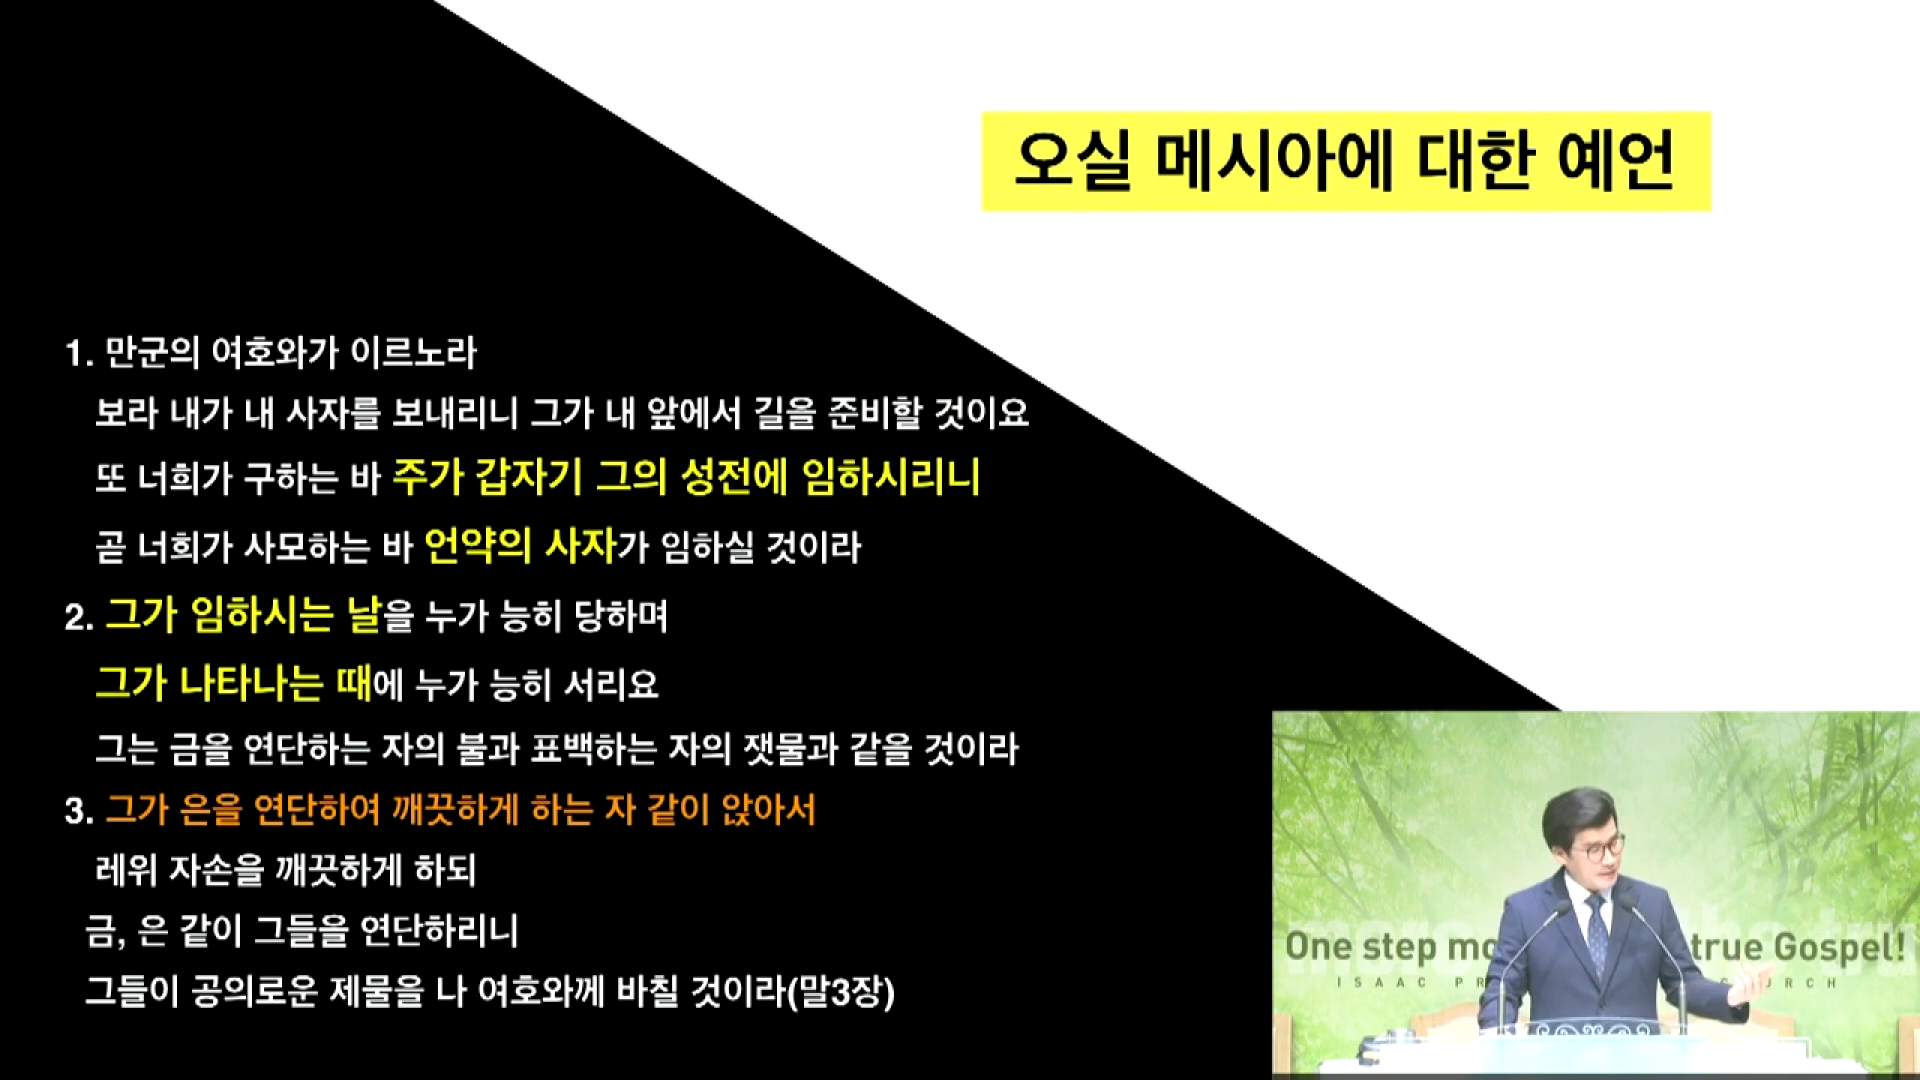 오실 메시아에 대한 예언
1. 만군의 여호와가 이르노라
보라 내가 내 사자를 보내리니 그가 내 앞에서 길을 준비할 것이요
또 너희가 구하는 바 주가 갑자기 그의 성전에 임하시리니
곧 너희가 사모하는 바 언약의 사자가 임하실 것이라
2. 그가 임하시는 날을 누가 능히 당하며
그가 나타나는 때에 누가 능히 서리요
그는 금을 연단하는 자의 불과 표백하는 자의 잿물과 같을 것이라
3. 그가 은을 연단하여 깨끗하게 하는 자 같이 앉아서
레위 자손을 깨끗하게 하되
금, 은 같이 그들을 연단하리니
그들이 공의로운 제물을 나 여호와께 바칠 것이라(말3장)
One step true Gospel!
ISAAC